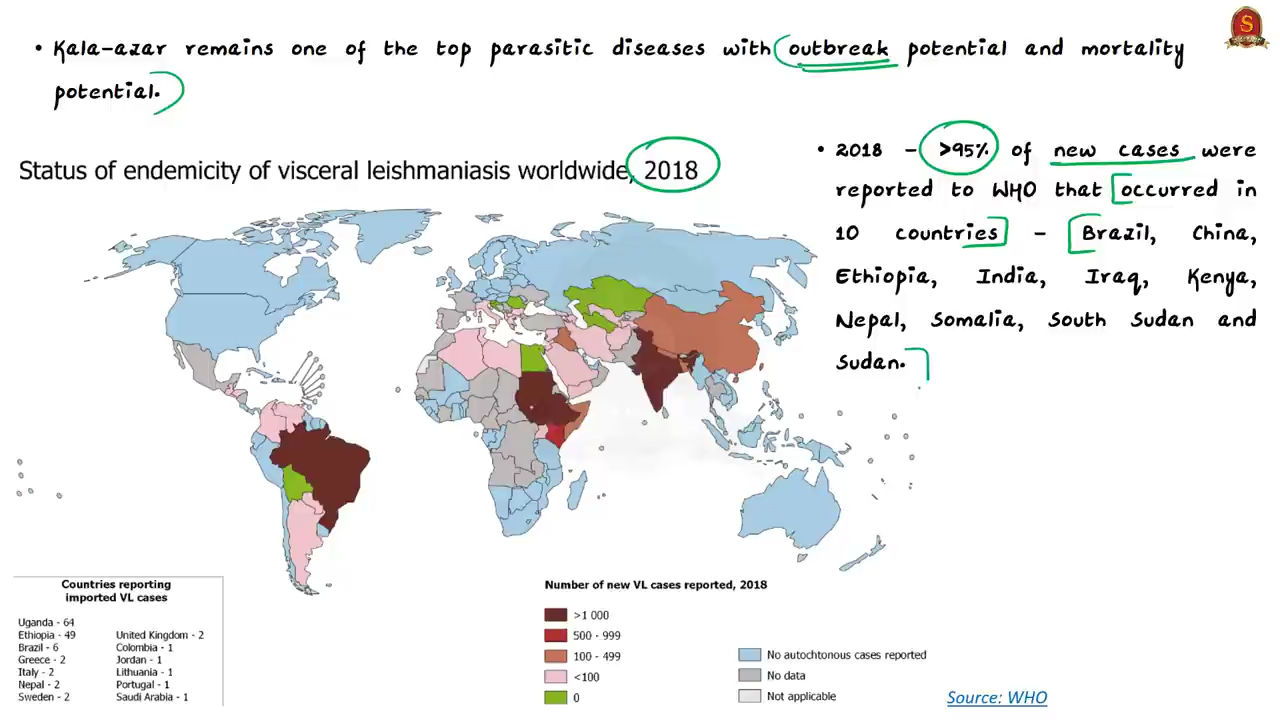 • Kala-azar remains one of the top parasitic diseases with outbreak potential and mortality
potential.
Status of endemicity of visceral leishmaniasis worldwide, 2018
• 2018 – >95% of new cases were
reported to WHO that occurred in
10 countries – Brazil, China,
Ethiopia, India, Iraq, Kenya,
Nepal, Somalia, South Sudan and
Sudan.
Countries reporting
imported VL cases
Uganda - 64
Ethiopia - 49
Brazil - 6
Greece - 2
Italy - 2
Nepal - 2
Sweden - 2
United Kingdom - 2
Colombia - 1
Jordan - 1
Lithuania - 1
Portugal - 1
Saudi Arabia - 1
Number of new VL cases reported, 2018
>1 000
500 - 999
100 - 499
<100
0
No autochtonous cases reported
No data
Not applicable
Source: WHO
S